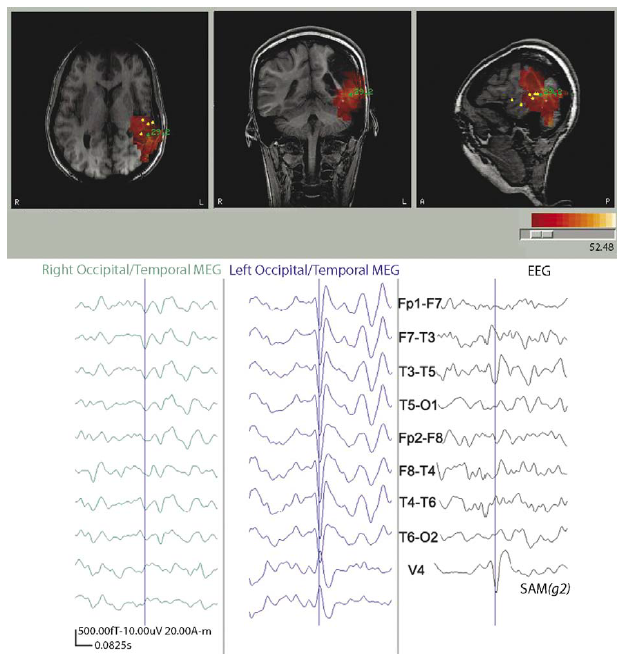 R L
R L
A P
52.48
Right Occipital/Temporal MEG
Left Occipital/Temporal MEG
EEG
Fp1-F7
F7-T3
T3-T5
T5-O1
Fp2-F8
F8-T4
T4-T6
T6-O2
V4
SAM(g2)
500.00fT-10.00uV 20.00A-m
0.0825s